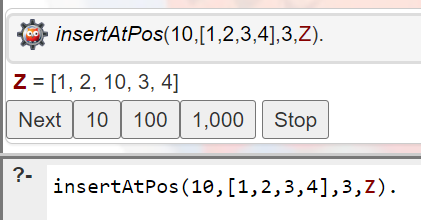 insertAtPos(10,[1,2,3,4],3,Z).
Z = [1, 2, 10, 3, 4]
Next 10 100 1,000 Stop
?- insertAtPos(10,[1,2,3,4],3,Z).